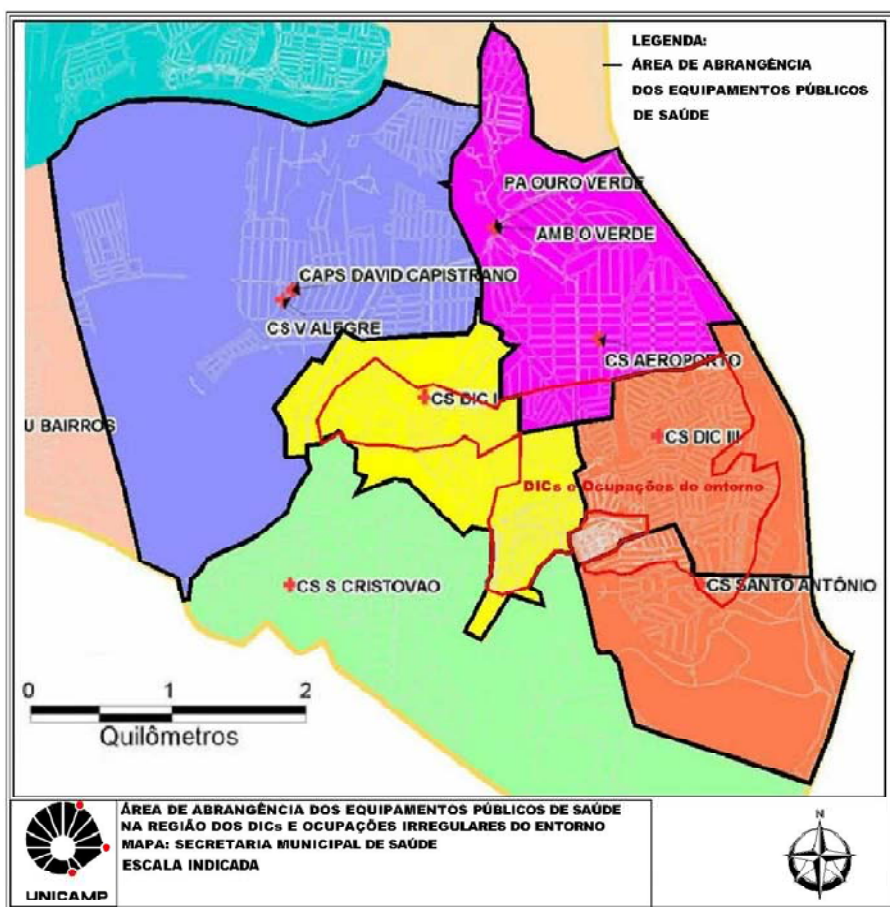 LEGENDA:
ÁREA DE ABRANGÊNCIA
DOS EQUIPAMENTOS PÚBLICOS
DE SAÚDE
PA OURO VERDE
AMB O VERDE
CAPS DAVID CAPISTRANO
CS V ALEGRE
CS AEROPORTO
CS DIC I
U BAIRROS
CS DIC III
DICs e Ocupações do entorno
CS S CRISTOVAO
CS SANTO ANTÔNIO
0 1 2
Quilômetros
ÁREA DE ABRANGÊNCIA DOS EQUIPAMENTOS PÚBLICOS DE SAÚDE
NA REGIÃO DOS DICs E OCUPAÇÕES IRREGULARES DO ENTORNO
MAPA: SECRETARIA MUNICIPAL DE SAÚDE
ESCALA INDICADA
UNICAMP
N